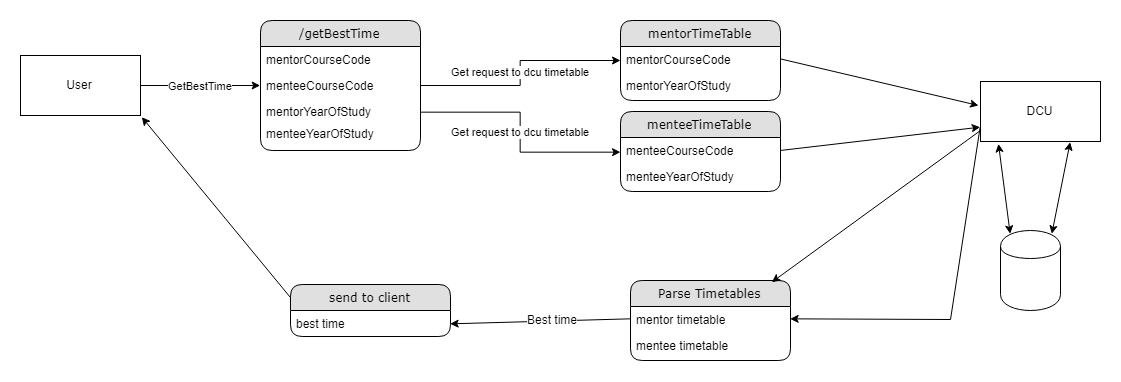 User
GetBestTime
/getBestTime
mentorCourseCode
menteeCourseCode
mentorYearOfStudy
menteeYearOfStudy
Get request to dcu timetable
Get request to dcu timetable
mentorTimeTable
mentorCourseCode
mentorYearOfStudy
menteeTimeTable
menteeCourseCode
menteeYearOfStudy
DCU
Parse Timetables
mentor timetable
mentee timetable
Best time
send to client
best time